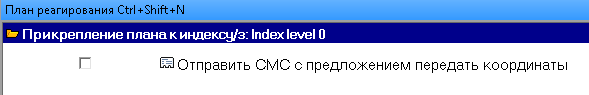 План реагирования Ctrl+Shift+N
Прикрепление плана к индексу/з: Index level 0
Отправить СМС с предложением передать координаты